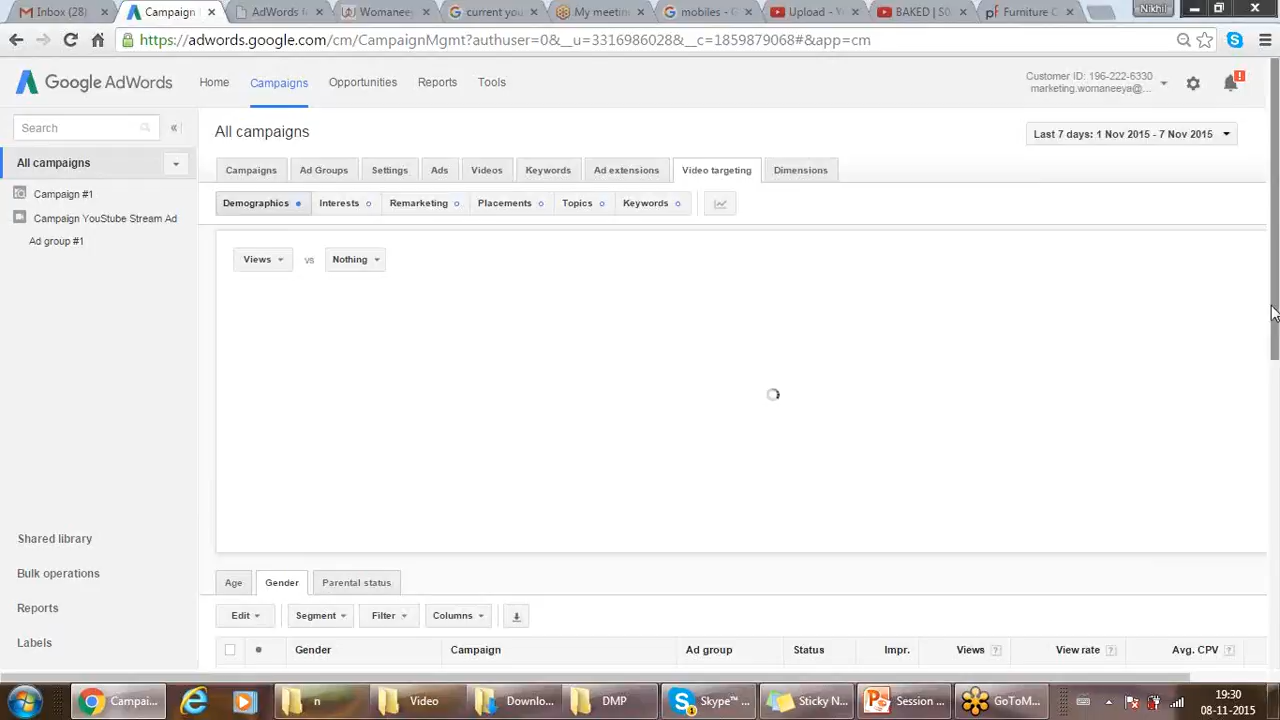 Inbox (28)
Campaign
AdWords f
Womanee
current you
My meetin
mobiles - G
Upload - Y
BAKED | S0
Furniture C
Nikhil
https://adwords.google.com/cm/CampaignMgmt?authuser=0&__u=3316986028&__c=1859879068#&app=cm
Google AdWords
Home
Campaigns
Opportunities
Reports
Tools
Customer ID: 196-222-6330
marketing.womaneeya@...
Search
All campaigns
Last 7 days: 1 Nov 2015 - 7 Nov 2015
All campaigns
Campaign #1
Campaign YouStube Stream Ad
Ad group #1
Campaigns
Ad Groups
Settings
Ads
Videos
Keywords
Ad extensions
Video targeting
Dimensions
Demographics
Interests
Remarketing
Placements
Topics
Keywords
Views
vs
Nothing
Shared library
Bulk operations
Reports
Labels
Age
Gender
Parental status
Edit
Segment
Filter
Columns
Gender
Campaign
Ad group
Status
Impr.
Views ?
View rate ?
Avg. CPV ?
Campai...
n
Video
Downlo...
DMP
Skype™ ...
Sticky N...
Session ...
GoToM...
19:30
08-11-2015